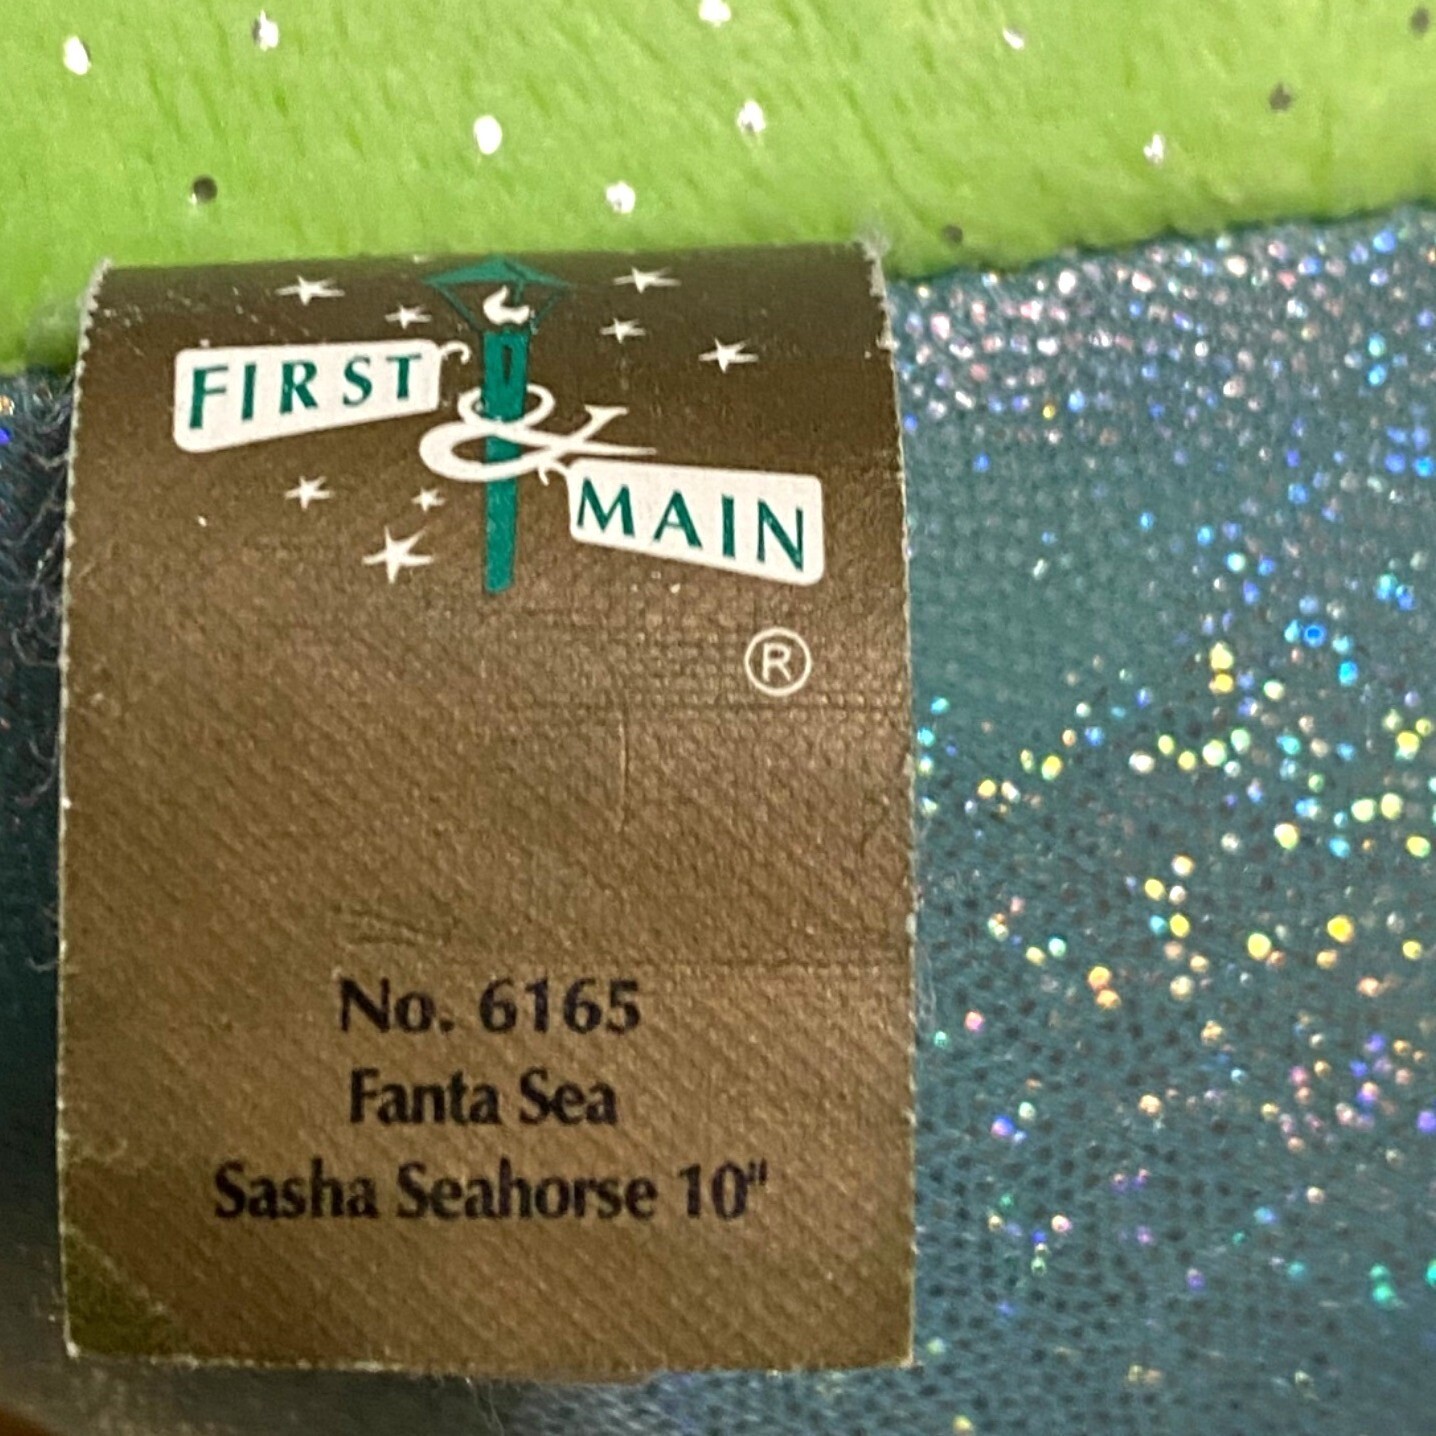 FIRST
&
MAIN
®
No. 6165
Fanta Sea
Sasha Seahorse 10"